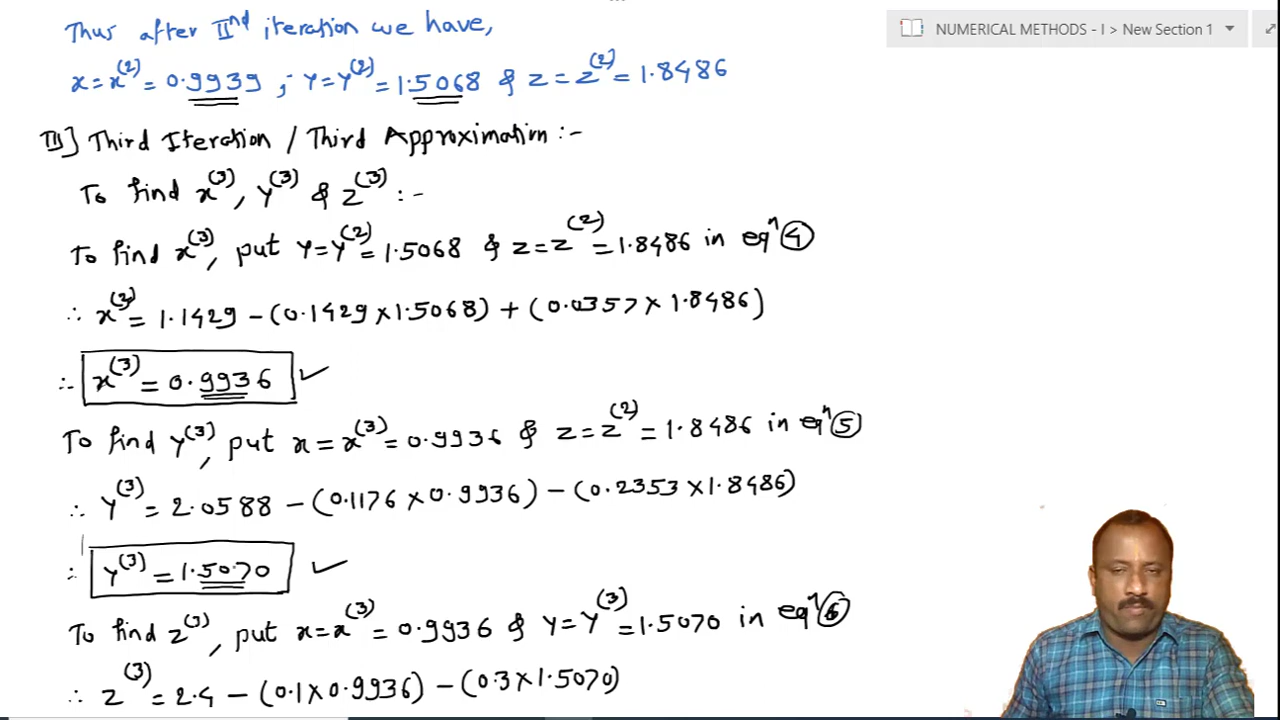 Thus after IInd iteration we have,
NUMERICAL METHODS - I > New Section 1
x = x^(2) = 0.9939 ; Y = Y^(2) = 1.5068 & z = z^(2) = 1.8486
III] Third Iteration / Third Approximation :-
To find x^(3), Y^(3) & z^(3) :-
To find x^(3), put Y = Y^(2) = 1.5068 & z = z^(2) = 1.8486 in eqn ④
∴ x^(3) = 1.1429 - (0.1429 × 1.5068) + (0.0357 × 1.8486)
∴ x^(3) = 0.9936 ✓
To find Y^(3), put x = x^(3) = 0.9936 & z = z^(2) = 1.8486 in eqn ⑤
∴ Y^(3) = 2.0588 - (0.1176 × 0.9936) - (0.2353 × 1.8486)
∴ Y^(3) = 1.5070 ✓
To find z^(3), put x = x^(3) = 0.9936 & Y = Y^(3) = 1.5070 in eqn ⑥
∴ z^(3) = 2.4 - (0.1 × 0.9936) - (0.3 × 1.5070)